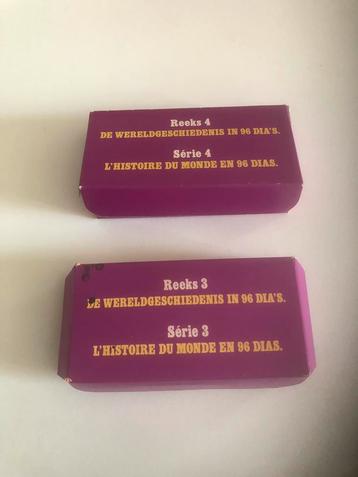 Reeks 4
DE WERELDGESCHIEDENIS IN 96 DIA'S.
Série 4
L'HISTOIRE DU MONDE EN 96 DIAS.
Reeks 3
DE WERELDGESCHIEDENIS IN 96 DIA'S.
Série 3
L'HISTOIRE DU MONDE EN 96 DIAS.